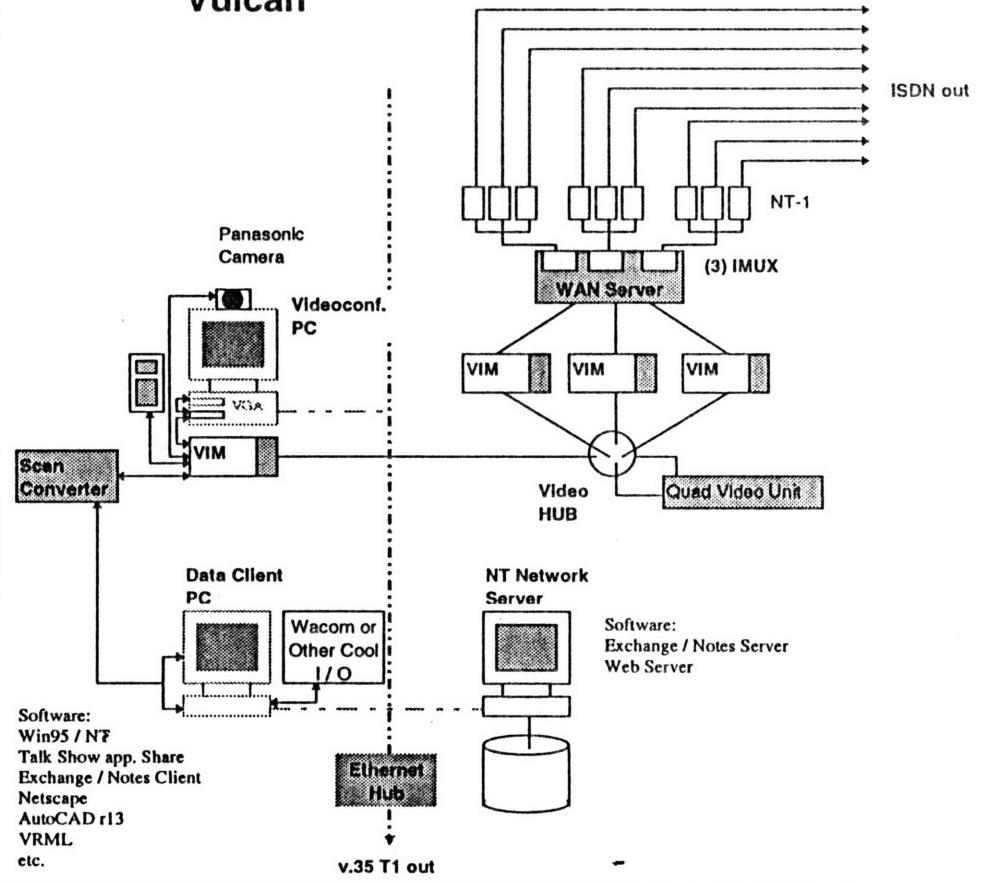 Vulcan
ISDN out
NT-1
Panasonic
Camera
(3) IMUX
WAN Server
Videoconf.
PC
VIM
VIM
VIM
VGA
VIM
Scan
Converter
Video
HUB
Quad Video Unit
Data Client
PC
NT Network
Server
Wacom or
Other Cool
I/O
Software:
Exchange / Notes Server
Web Server
Software:
Win95 / NT
Talk Show app. Share
Exchange / Notes Client
Netscape
AutoCAD r13
VRML
etc.
Ethernet
Hub
v.35 T1 out